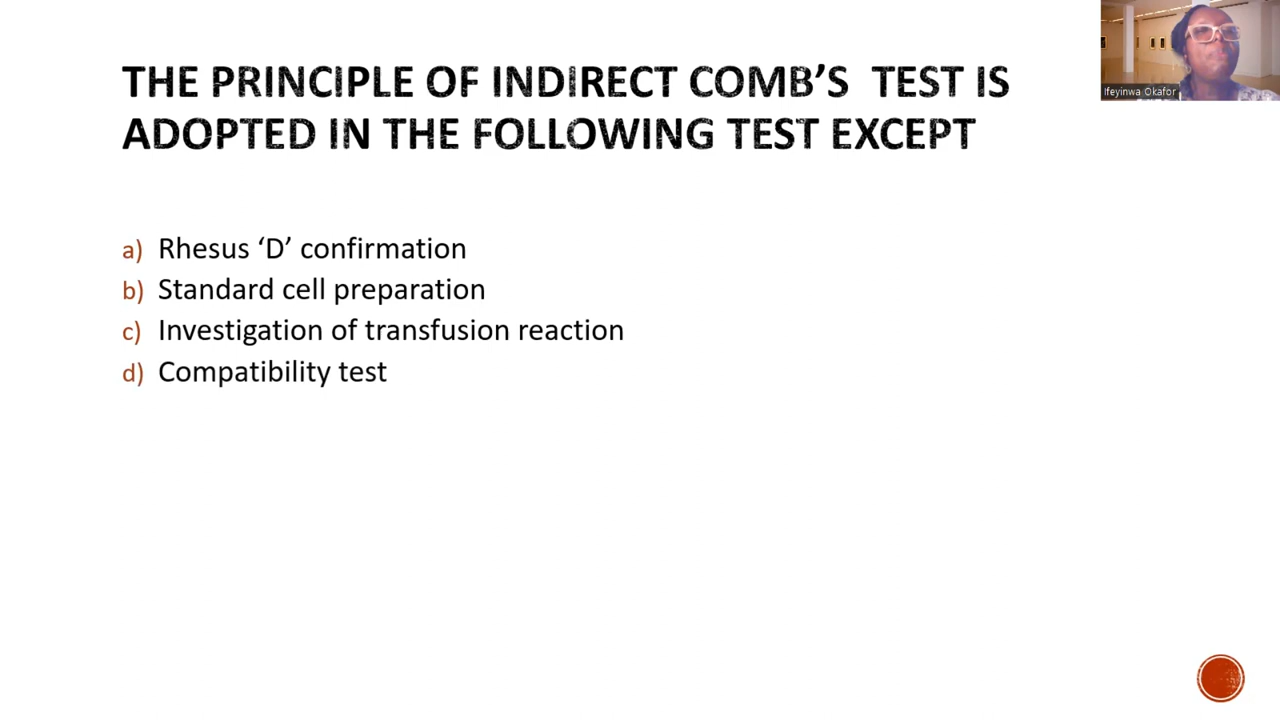 THE PRINCIPLE OF INDIRECT COMB'S TEST IS
ADOPTED IN THE FOLLOWING TEST EXCEPT
a) Rhesus ‘D’ confirmation
b) Standard cell preparation
c) Investigation of transfusion reaction
d) Compatibility test
Ifeyinwa Okafor